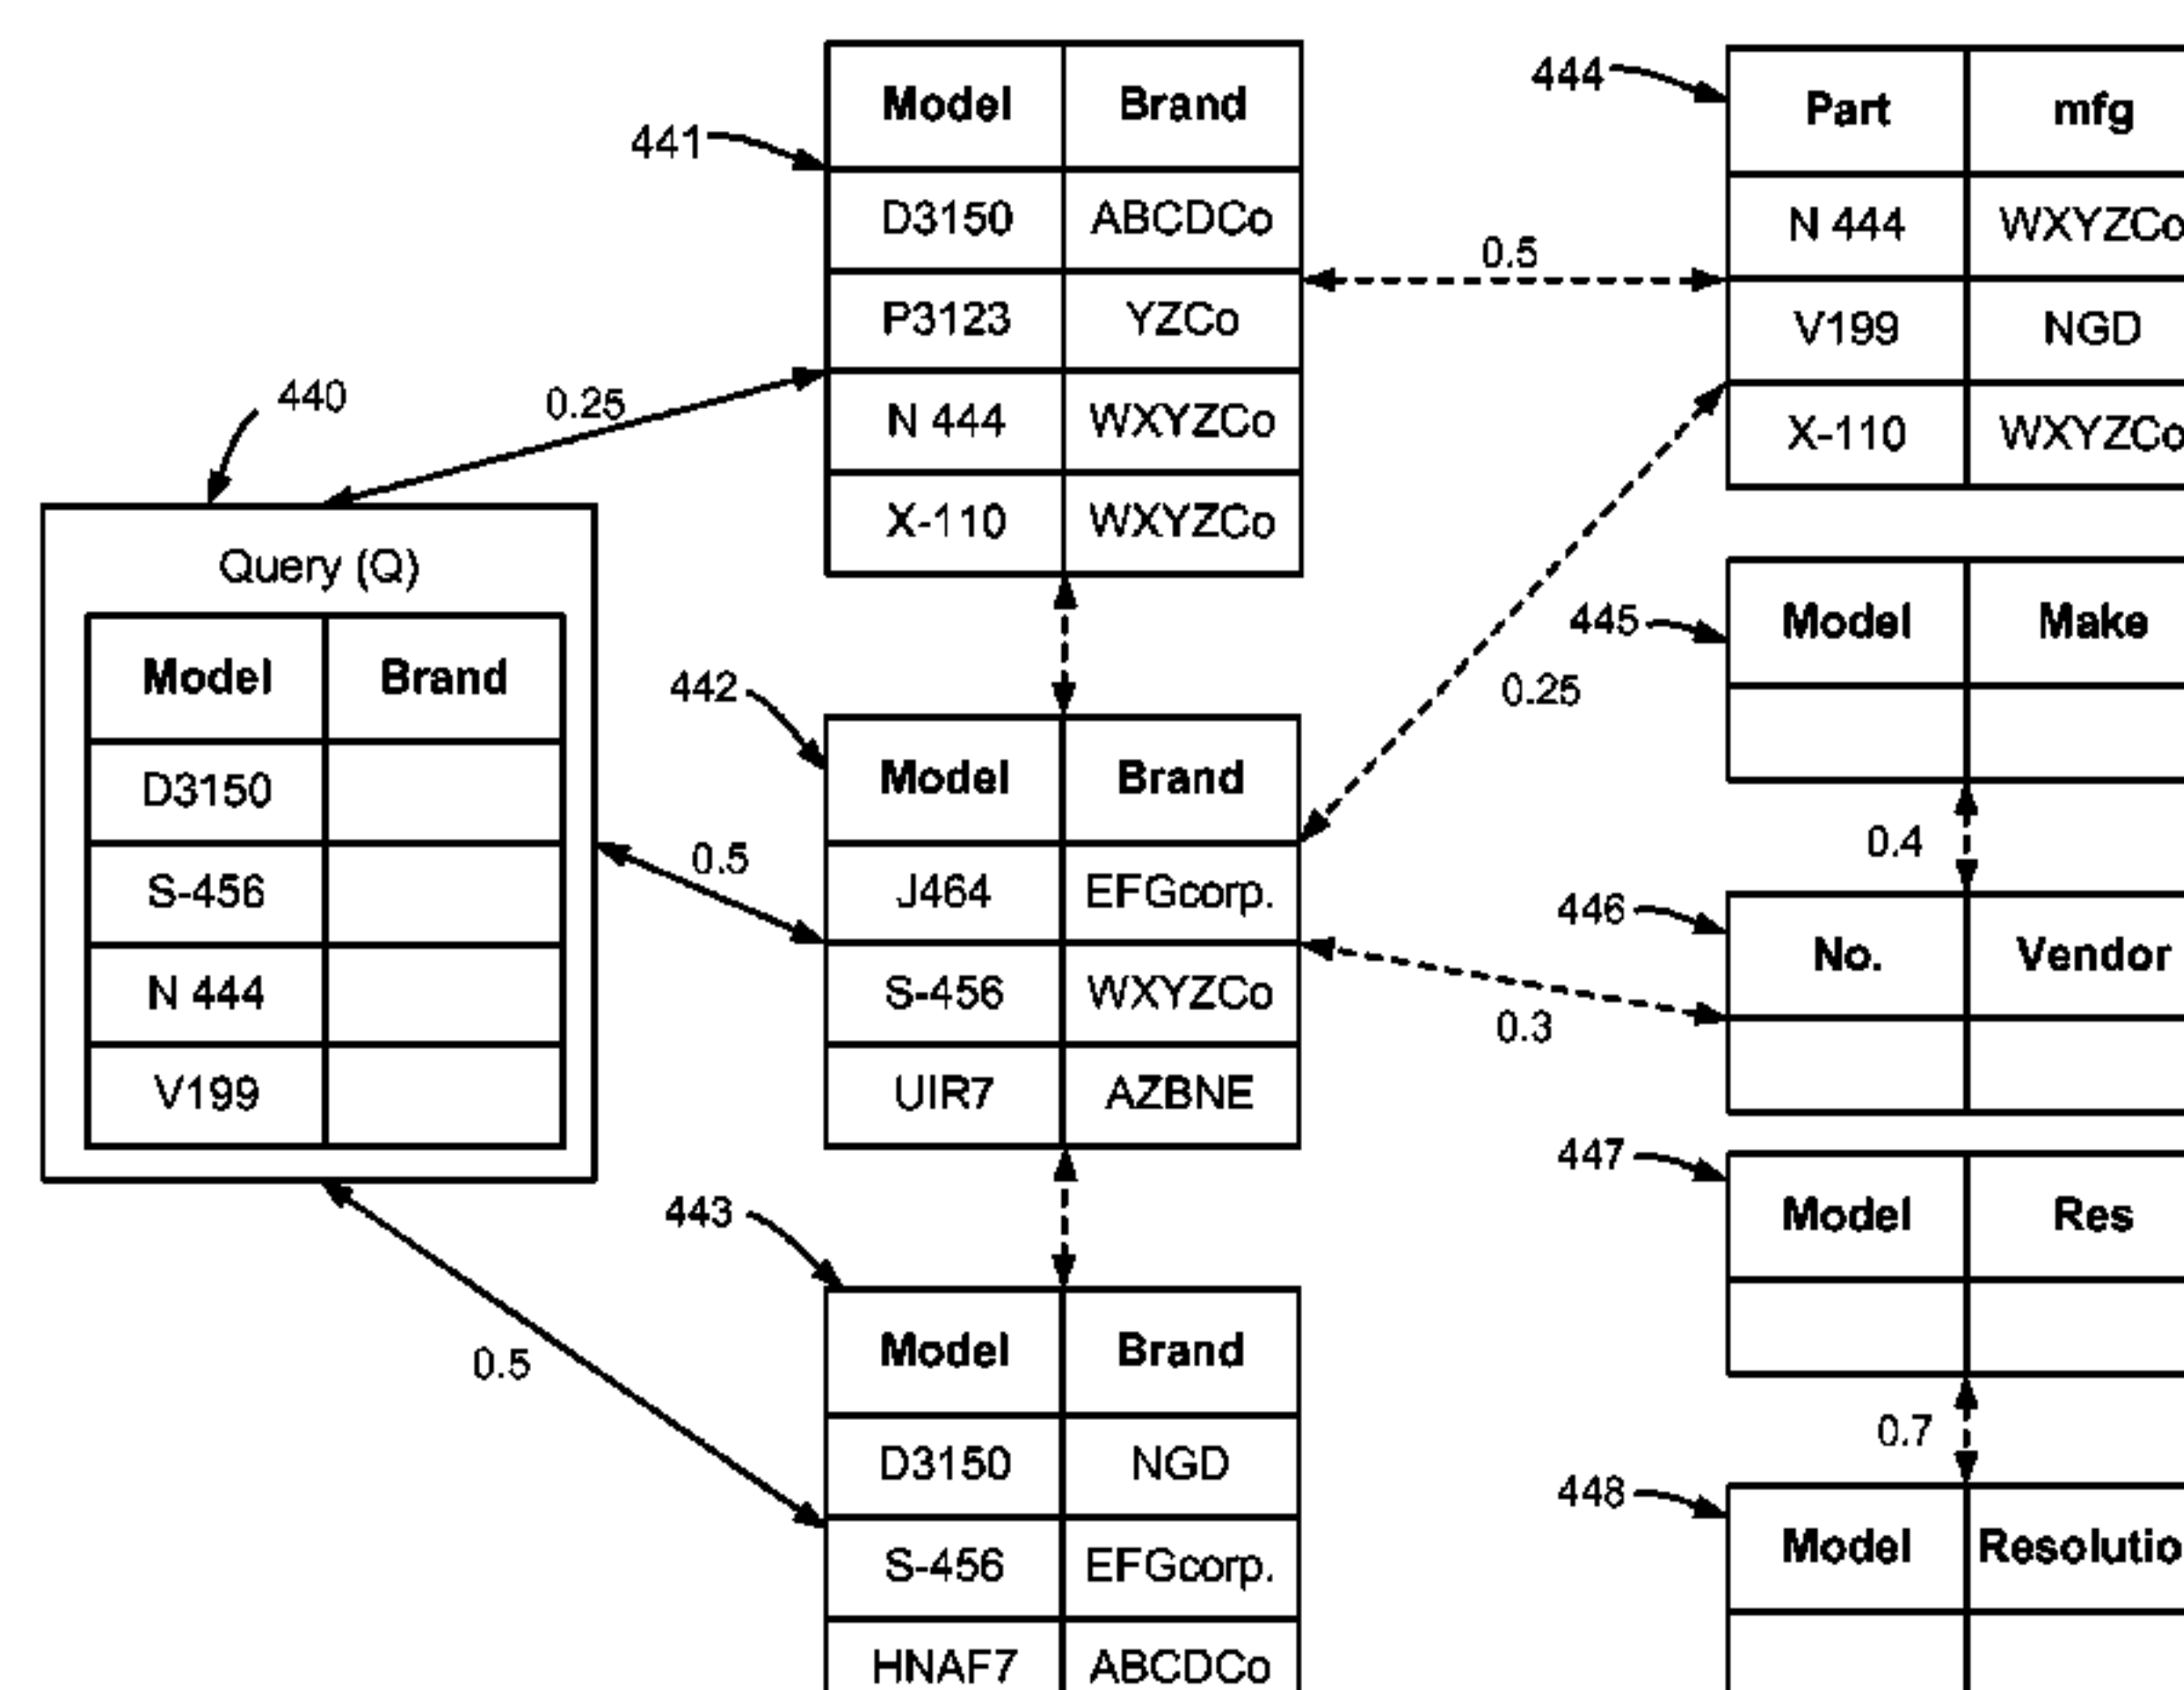 440
Query (Q)
Model Brand
D3150
S-456
N 444
V199
0.25
0.5
0.5
441
Model Brand
D3150 ABCDCo
P3123 YZCo
N 444 WXYZCo
X-110 WXYZCo
442
Model Brand
J464 EFGcorp.
S-456 WXYZCo
UIR7 AZBNE
443
Model Brand
D3150 NGD
S-456 EFGcorp.
HNAF7 ABCDCo
0.5
0.25
0.3
444
Part mfg
N 444 WXYZCo
V199 NGD
X-110 WXYZCo
445
Model Make
0.4
446
No. Vendor
447
Model Res
0.7
448
Model Resolutio